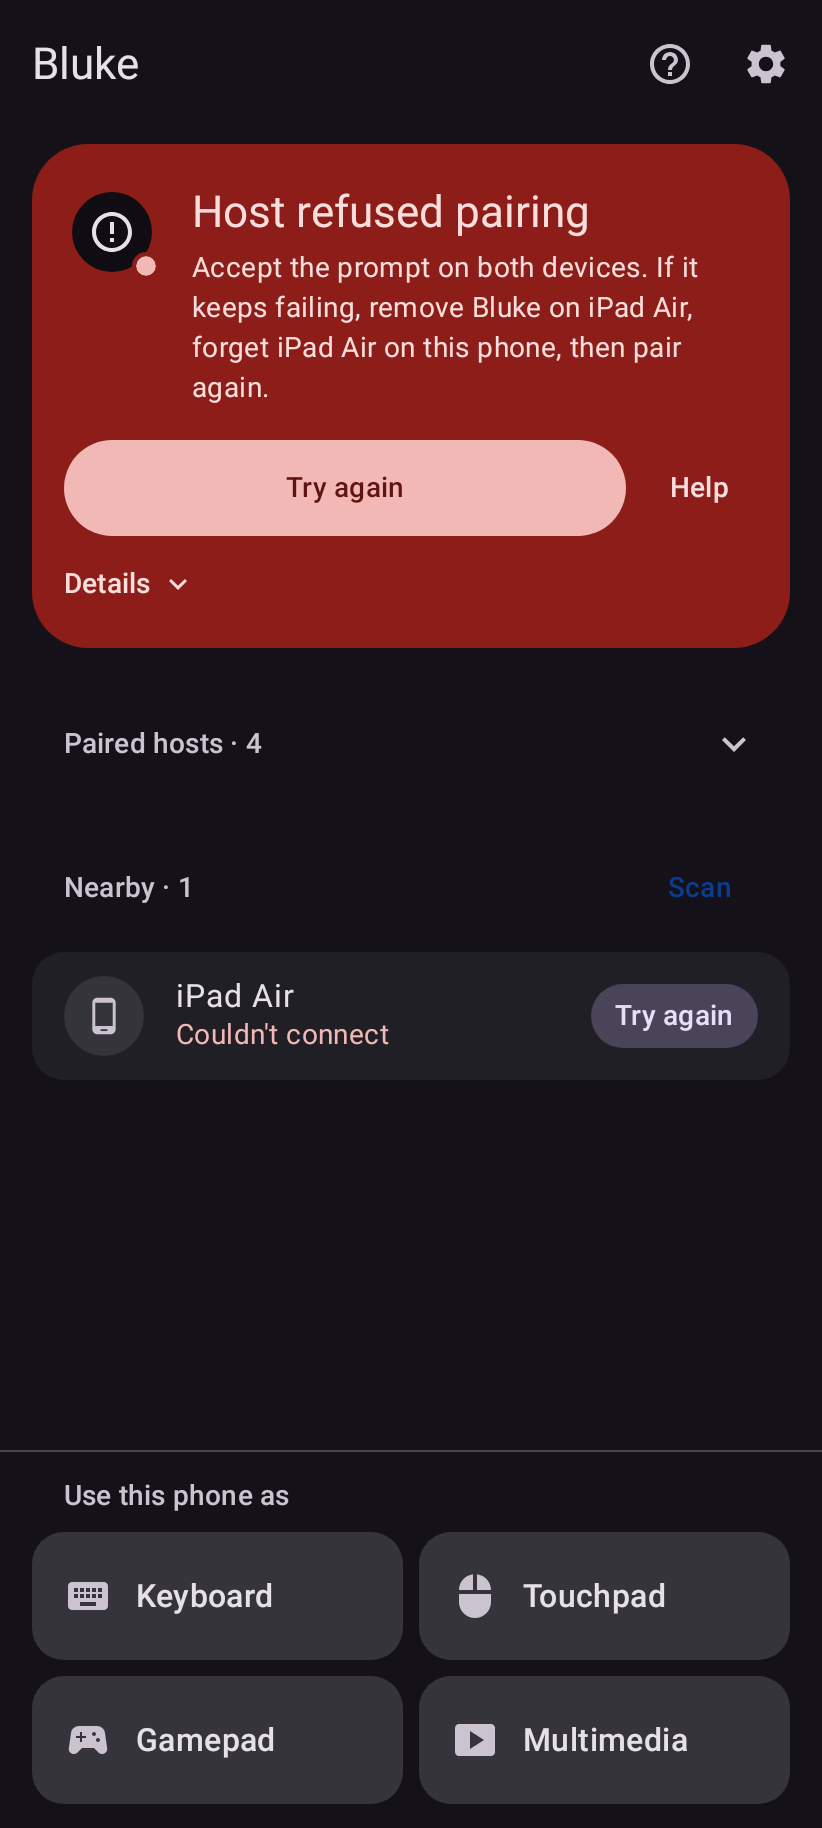 Bluke
Host refused pairing
Accept the prompt on both devices. If it
keeps failing, remove Bluke on iPad Air,
forget iPad Air on this phone, then pair
again.
Try again
Help
Details
Paired hosts · 4
Nearby · 1
Scan
iPad Air
Couldn't connect
Try again
Use this phone as
Keyboard
Touchpad
Gamepad
Multimedia